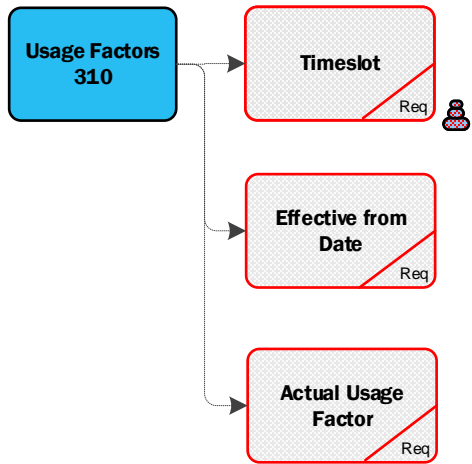 Usage Factors
310
Timeslot
Req
Effective from
Date
Req
Actual Usage
Factor
Req